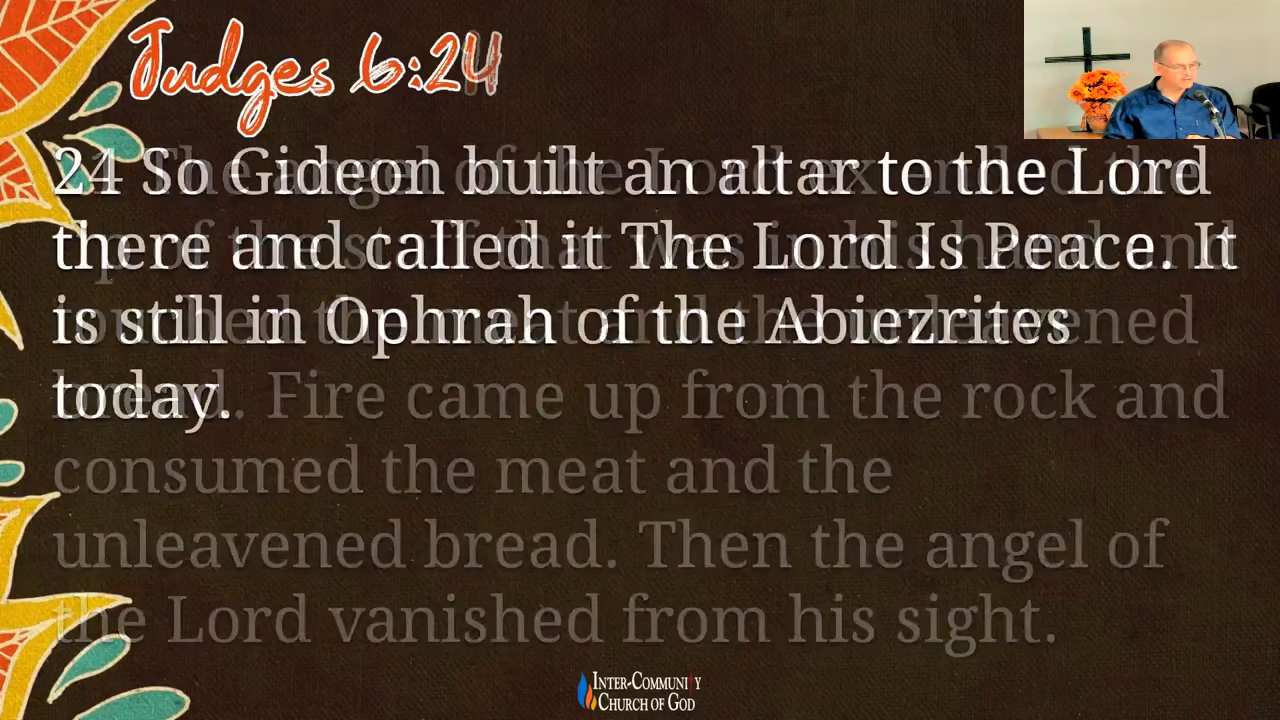 Judges 6:24
24 So Gideon built an altar to the Lord
there and called it The Lord Is Peace. It
is still in Ophrah of the Abiezrites
today.
Fire came up from the rock and
consumed the meat and the
unleavened bread. Then the angel of
the Lord vanished from his sight.
Inter-Community
Church of God